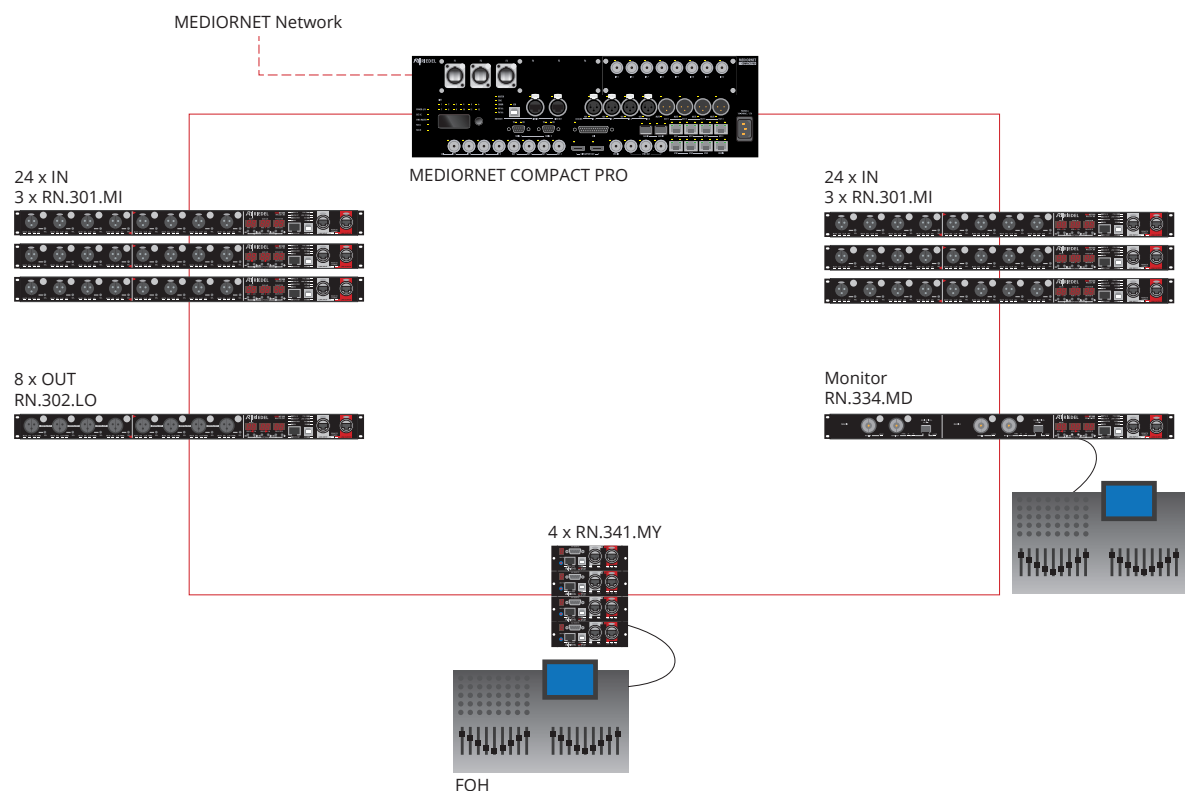 MEDIORNET Network
MEDIORNET COMPACT PRO
24 x IN
3 x RN.301.MI
24 x IN
3 x RN.301.MI
8 x OUT
RN.302.LO
Monitor
RN.334.MD
4 x RN.341.MY
FOH